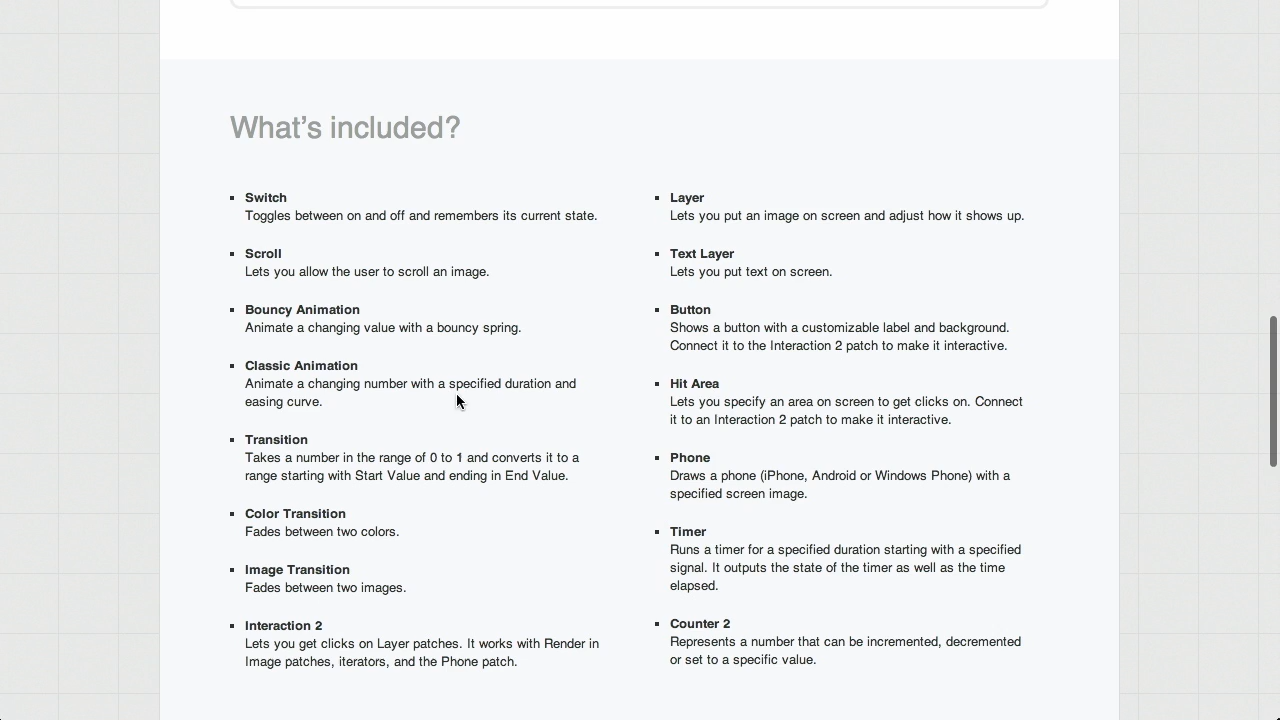 What's included?
Switch
Toggles between on and off and remembers its current state.
Scroll
Lets you allow the user to scroll an image.
Bouncy Animation
Animate a changing value with a bouncy spring.
Classic Animation
Animate a changing number with a specified duration and
easing curve.
Transition
Takes a number in the range of 0 to 1 and converts it to a
range starting with Start Value and ending in End Value.
Color Transition
Fades between two colors.
Image Transition
Fades between two images.
Interaction 2
Lets you get clicks on Layer patches. It works with Render in
Image patches, iterators, and the Phone patch.
Layer
Lets you put an image on screen and adjust how it shows up.
Text Layer
Lets you put text on screen.
Button
Shows a button with a customizable label and background.
Connect it to the Interaction 2 patch to make it interactive.
Hit Area
Lets you specify an area on screen to get clicks on. Connect
it to an Interaction 2 patch to make it interactive.
Phone
Draws a phone (iPhone, Android or Windows Phone) with a
specified screen image.
Timer
Runs a timer for a specified duration starting with a specified
signal. It outputs the state of the timer as well as the time
elapsed.
Counter 2
Represents a number that can be incremented, decremented
or set to a specific value.